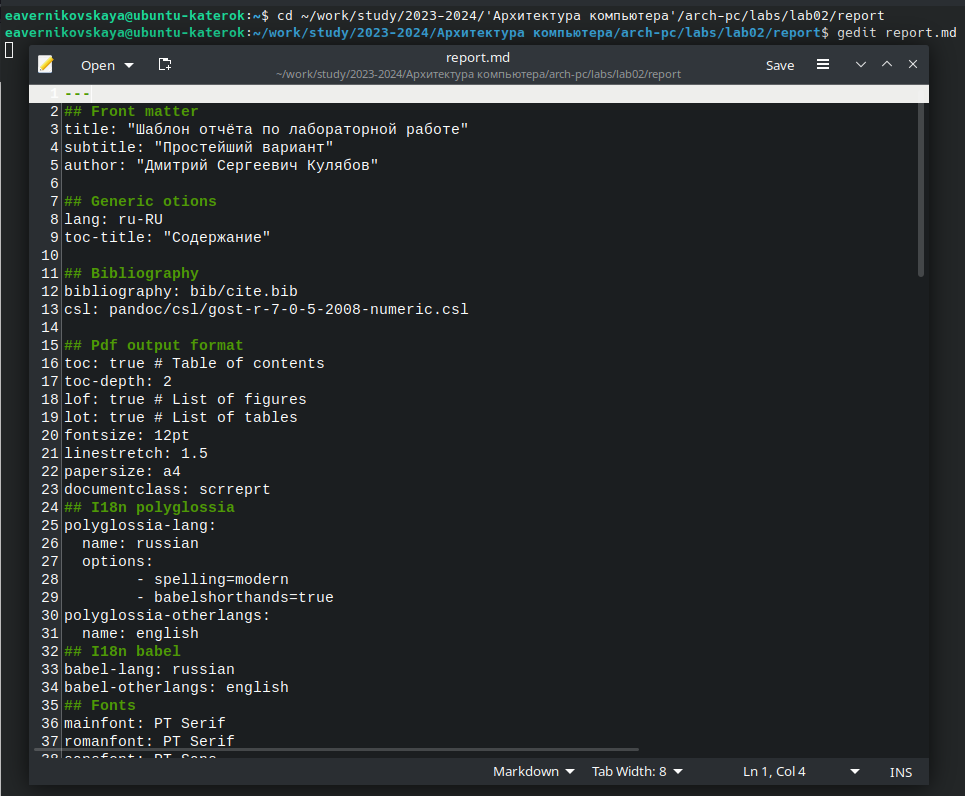 eavernikovskaya@ubuntu-katerok:~$ cd ~/work/study/2023-2024/'Архитектура компьютера'/arch-pc/labs/lab02/report
eavernikovskaya@ubuntu-katerok:~/work/study/2023-2024/Архитектура компьютера/arch-pc/labs/lab02/report$ gedit report.md
Open
report.md
~/work/study/2023-2024/Архитектура компьютера/arch-pc/labs/lab02/report
Save
1 ---
2 ## Front matter
3 title: "Шаблон отчёта по лабораторной работе"
4 subtitle: "Простейший вариант"
5 author: "Дмитрий Сергеевич Кулябов"
6
7 ## Generic otions
8 lang: ru-RU
9 toc-title: "Содержание"
10
11 ## Bibliography
12 bibliography: bib/cite.bib
13 csl: pandoc/csl/gost-r-7-0-5-2008-numeric.csl
14
15 ## Pdf output format
16 toc: true # Table of contents
17 toc-depth: 2
18 lof: true # List of figures
19 lot: true # List of tables
20 fontsize: 12pt
21 linestretch: 1.5
22 papersize: a4
23 documentclass: scrreprt
24 ## I18n polyglossia
25 polyglossia-lang:
26   name: russian
27   options:
28         - spelling=modern
29         - babelshorthands=true
30 polyglossia-otherlangs:
31   name: english
32 ## I18n babel
33 babel-lang: russian
34 babel-otherlangs: english
35 ## Fonts
36 mainfont: PT Serif
37 romanfont: PT Serif
38 sansfont: PT Sans
Markdown
Tab Width: 8
Ln 1, Col 4
INS